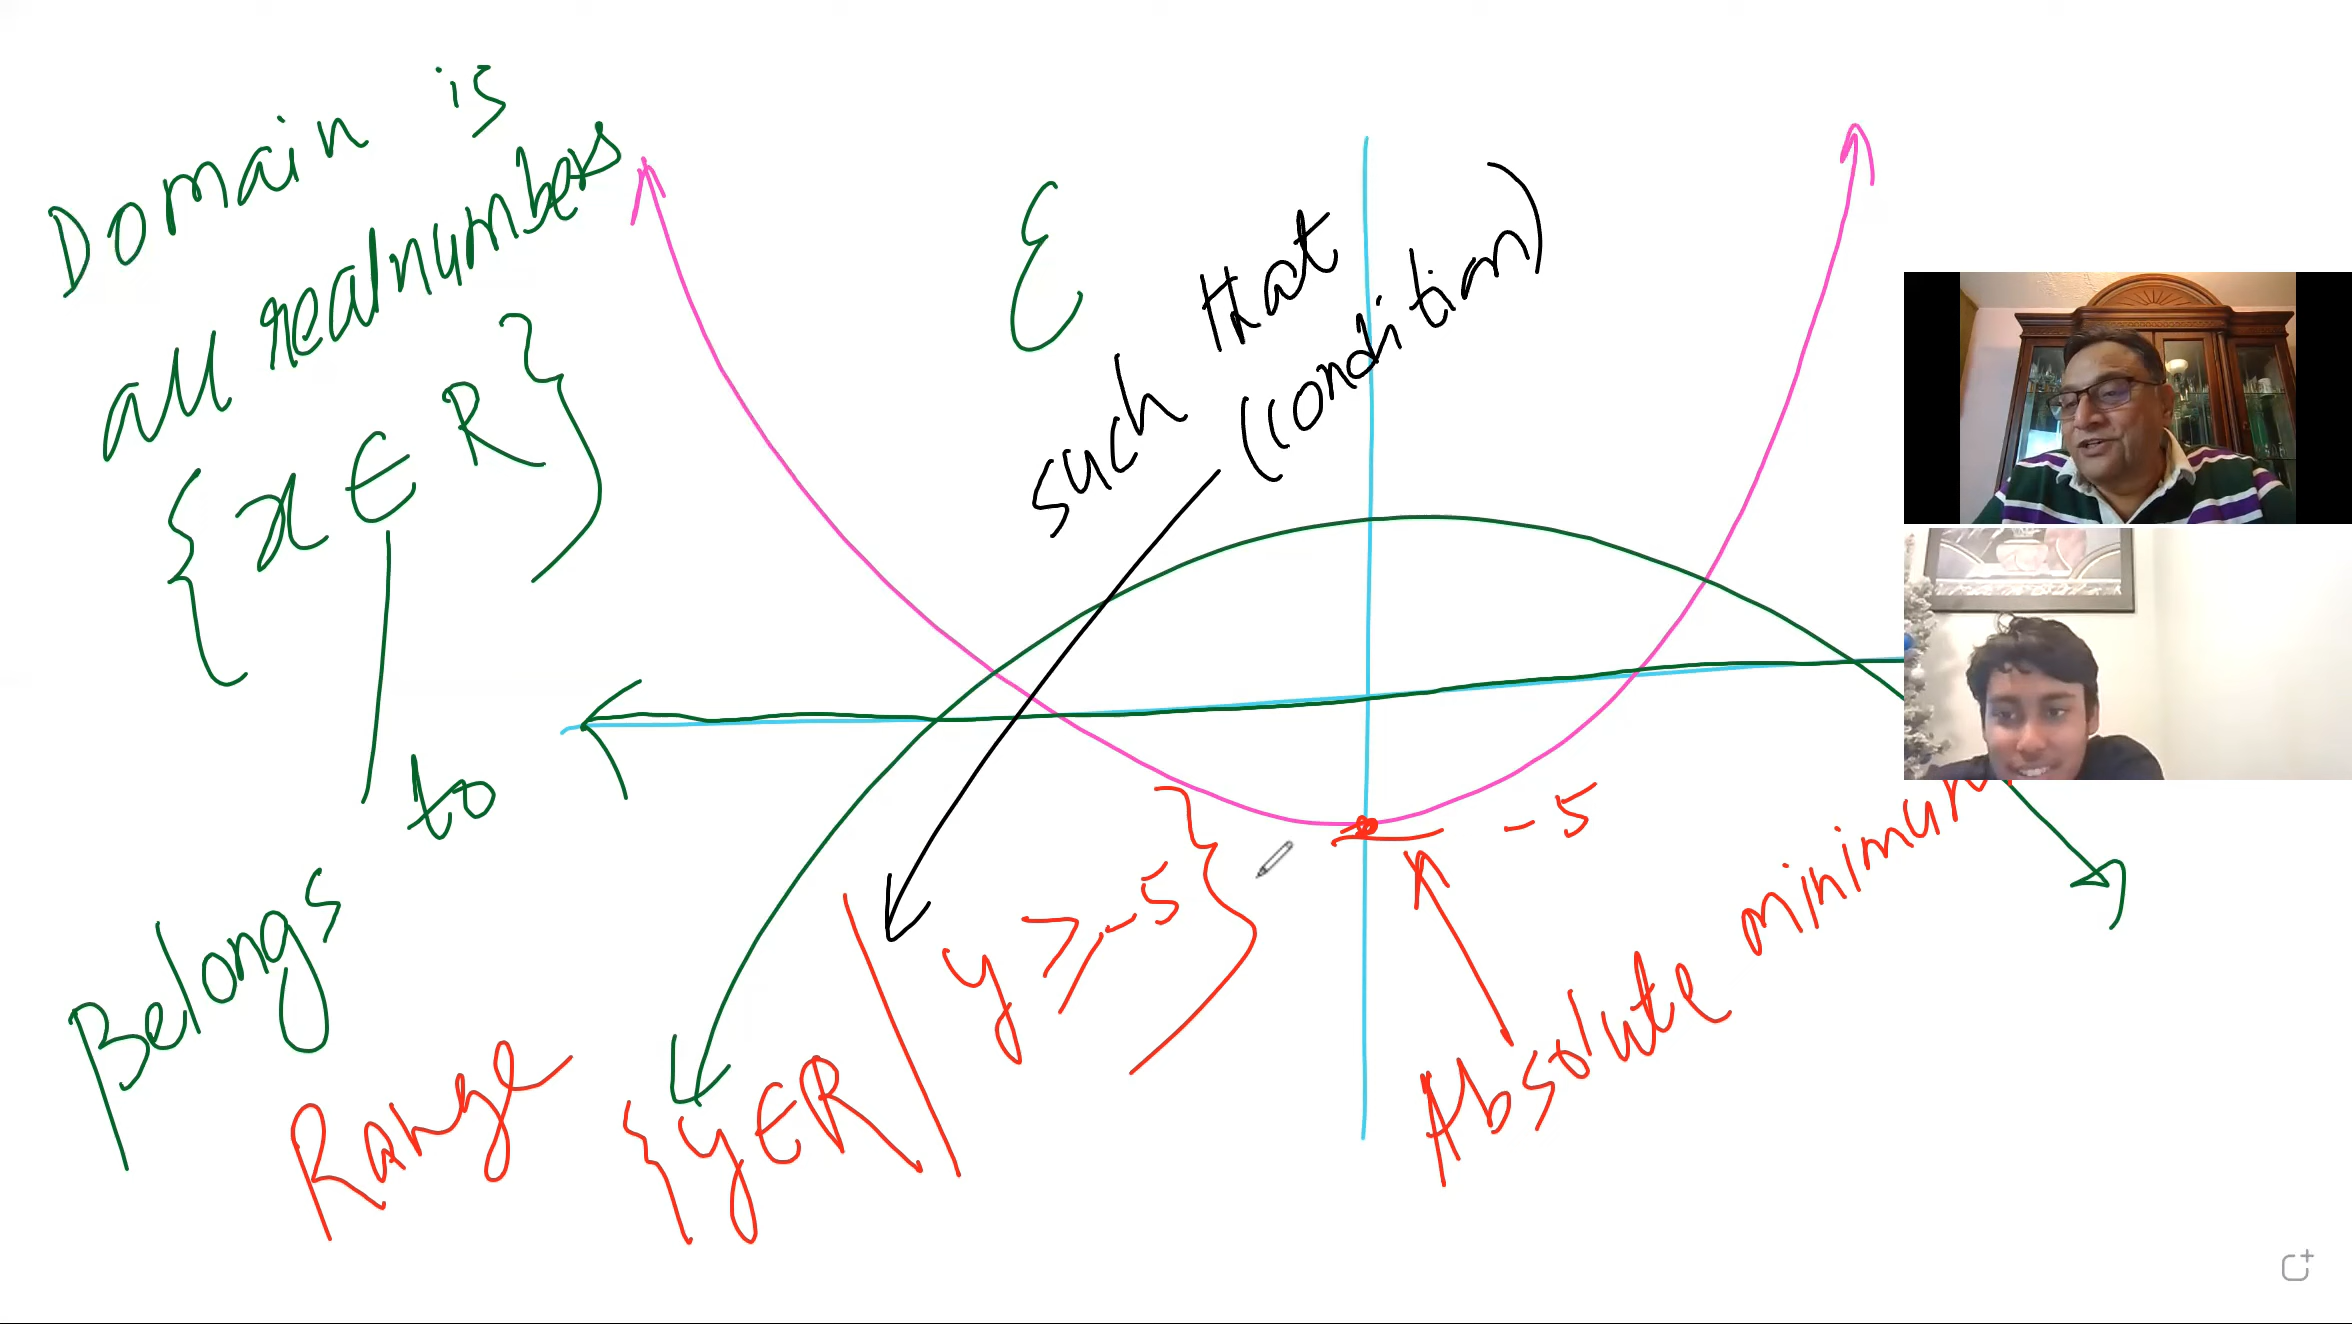 Domain is
all realnumbers
{x ∈ R}
Belongs to
Ɛ
such that
(condition)
-5
Absolute minimum
Range {y∈R | y ≥ -5}